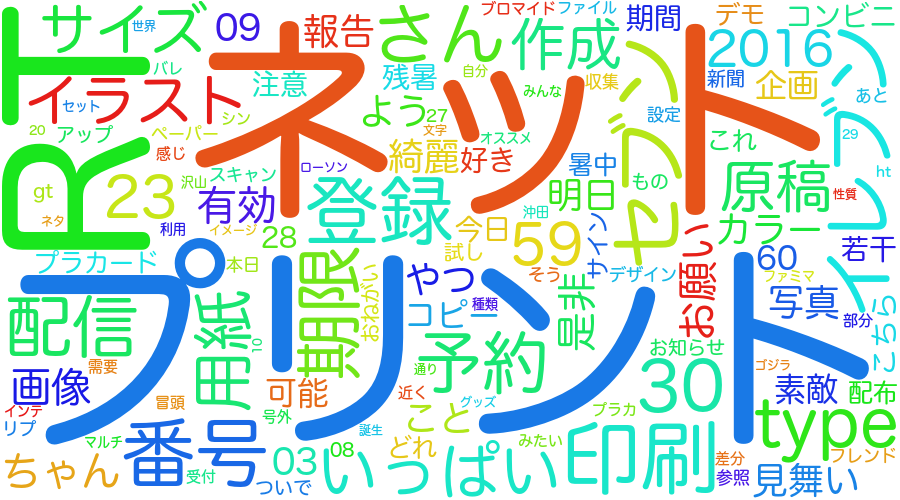 サイズ
世界
09
報告
さん
ブロマイド
ファイル
期間
デモ
コンビニ
RT
バレ
ネット
作成
2016
イラスト
セット
注意
残暑
自分
収集
みんな
新聞
企画
セブン
イレブン
あと
20
アップ
ペーパー
シン
よう
27
文字
オススメ
設定
これ
29
感じ
ローソン
綺麗
好き
暑中
gt
23
沢山
スキャン
有効
登録
明日
もの
原稿
ht
性質
ネタ
利用
イメージ
28
今日
沖田
59
サイン
カラー
若干
プラカード
本日
試し
そう
デザイン
60
ファミマ
プリント
配信
用紙
期限
おねがい
やつ
コピー
種類
是非
お願い
写真
部分
こちら
10
予約
お知らせ
需要
画像
冒頭
可能
通り
近く
グッズ
30
ゴジラ
素敵
配布
インテ
リプ
号外
誕生
こと
プラカ
type
マルチ
番号
ちゃん
受付
03
08
ついで
どれ
いっぱい
みたい
印刷
差分
参照
フレンド
見舞い